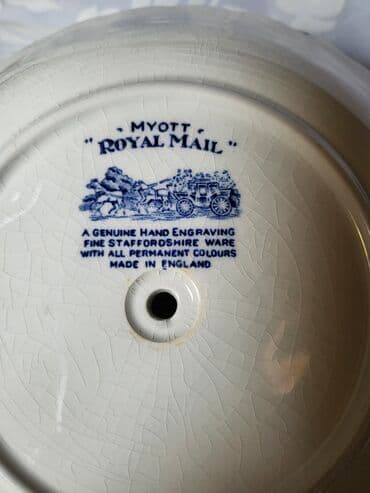 MYOTT
"ROYAL MAIL"
A GENUINE HAND ENGRAVING
FINE STAFFORDSHIRE WARE
WITH ALL PERMANENT COLOURS
MADE IN ENGLAND